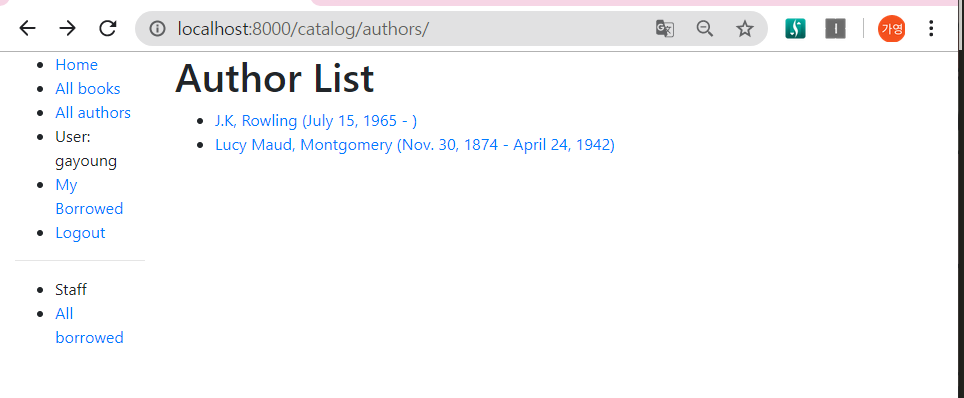 localhost:8000/catalog/authors/
가영
Home
All books
All authors
User:
gayoung
My
Borrowed
Logout
Staff
All
borrowed
Author List
J.K, Rowling (July 15, 1965 - )
Lucy Maud, Montgomery (Nov. 30, 1874 - April 24, 1942)